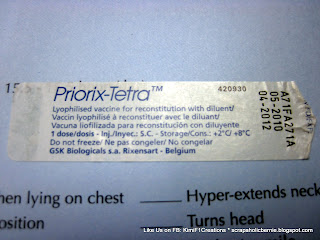 15.
Priorix-Tetra™ 420930
Lyophilised vaccine for reconstitution with diluent/
Vaccin lyophilisé à reconstituer avec le diluant/
Vacuna liofilizada para reconstitución con diluyente
1 dose/dosis - Inj./Inyec.: S.C. - Storage/Cons.: +2°C/ +8°C
Do not freeze/ Ne pas congeler/ No congelar
GSK Biologicals s.a. Rixensart - Belgium
A71FA271A
05-2010
04-2012
hen lying on chest Hyper-extends neck
position Turns head
Like Us on FB: KimiF1Creations * scrapaholicbernie.blogspot.com